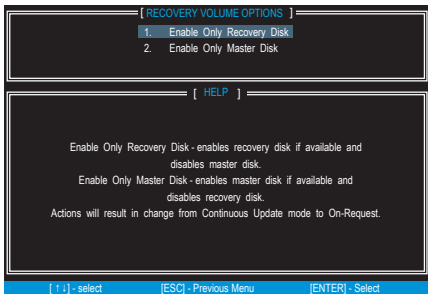 [ RECOVERY VOLUME OPTIONS ]
1. Enable Only Recovery Disk
2. Enable Only Master Disk
[ HELP ]
Enable Only Recovery Disk - enables recovery disk if available and
disables master disk.
Enable Only Master Disk - enables master disk if available and
disables recovery disk.
Actions will result in change from Continuous Update mode to On-Request.
[ ↑↓] - select [ESC] - Previous Menu [ENTER] - Select